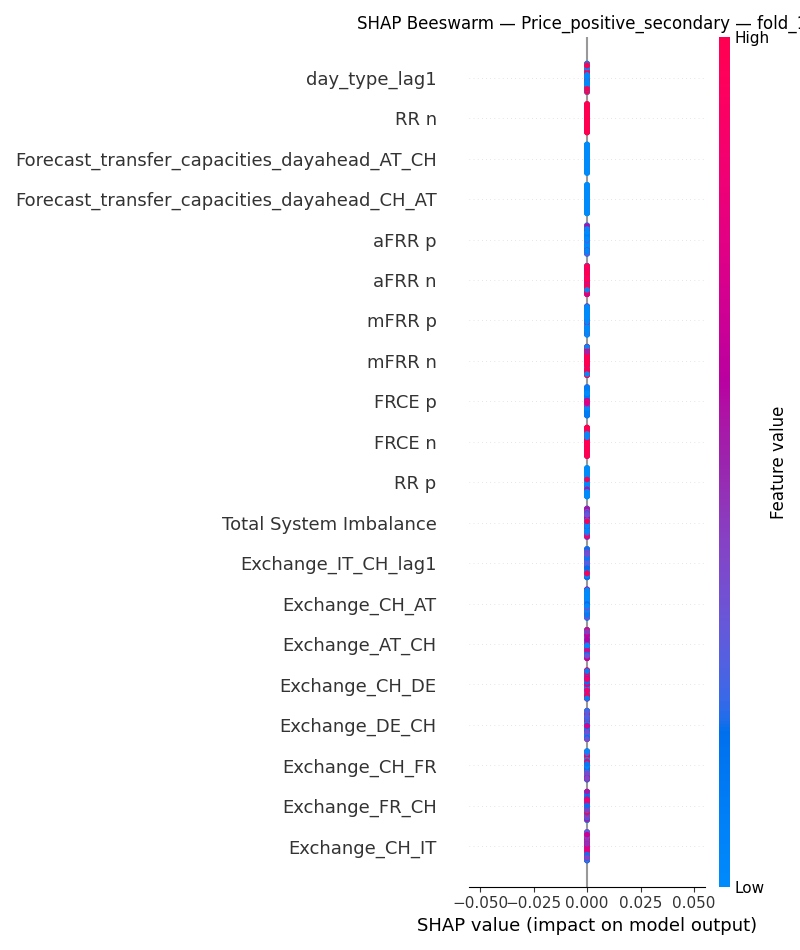 SHAP Beeswarm — Price_positive_secondary — fold_1
High
day_type_lag1
RR n
Forecast_transfer_capacities_dayahead_AT_CH
Forecast_transfer_capacities_dayahead_CH_AT
aFRR p
aFRR n
mFRR p
mFRR n
FRCE p
FRCE n
RR p
Total System Imbalance
Exchange_IT_CH_lag1
Exchange_CH_AT
Exchange_AT_CH
Exchange_CH_DE
Exchange_DE_CH
Exchange_CH_FR
Exchange_FR_CH
Exchange_CH_IT
Feature value
Low
−0.050 −0.025 0.000 0.025 0.050
SHAP value (impact on model output)